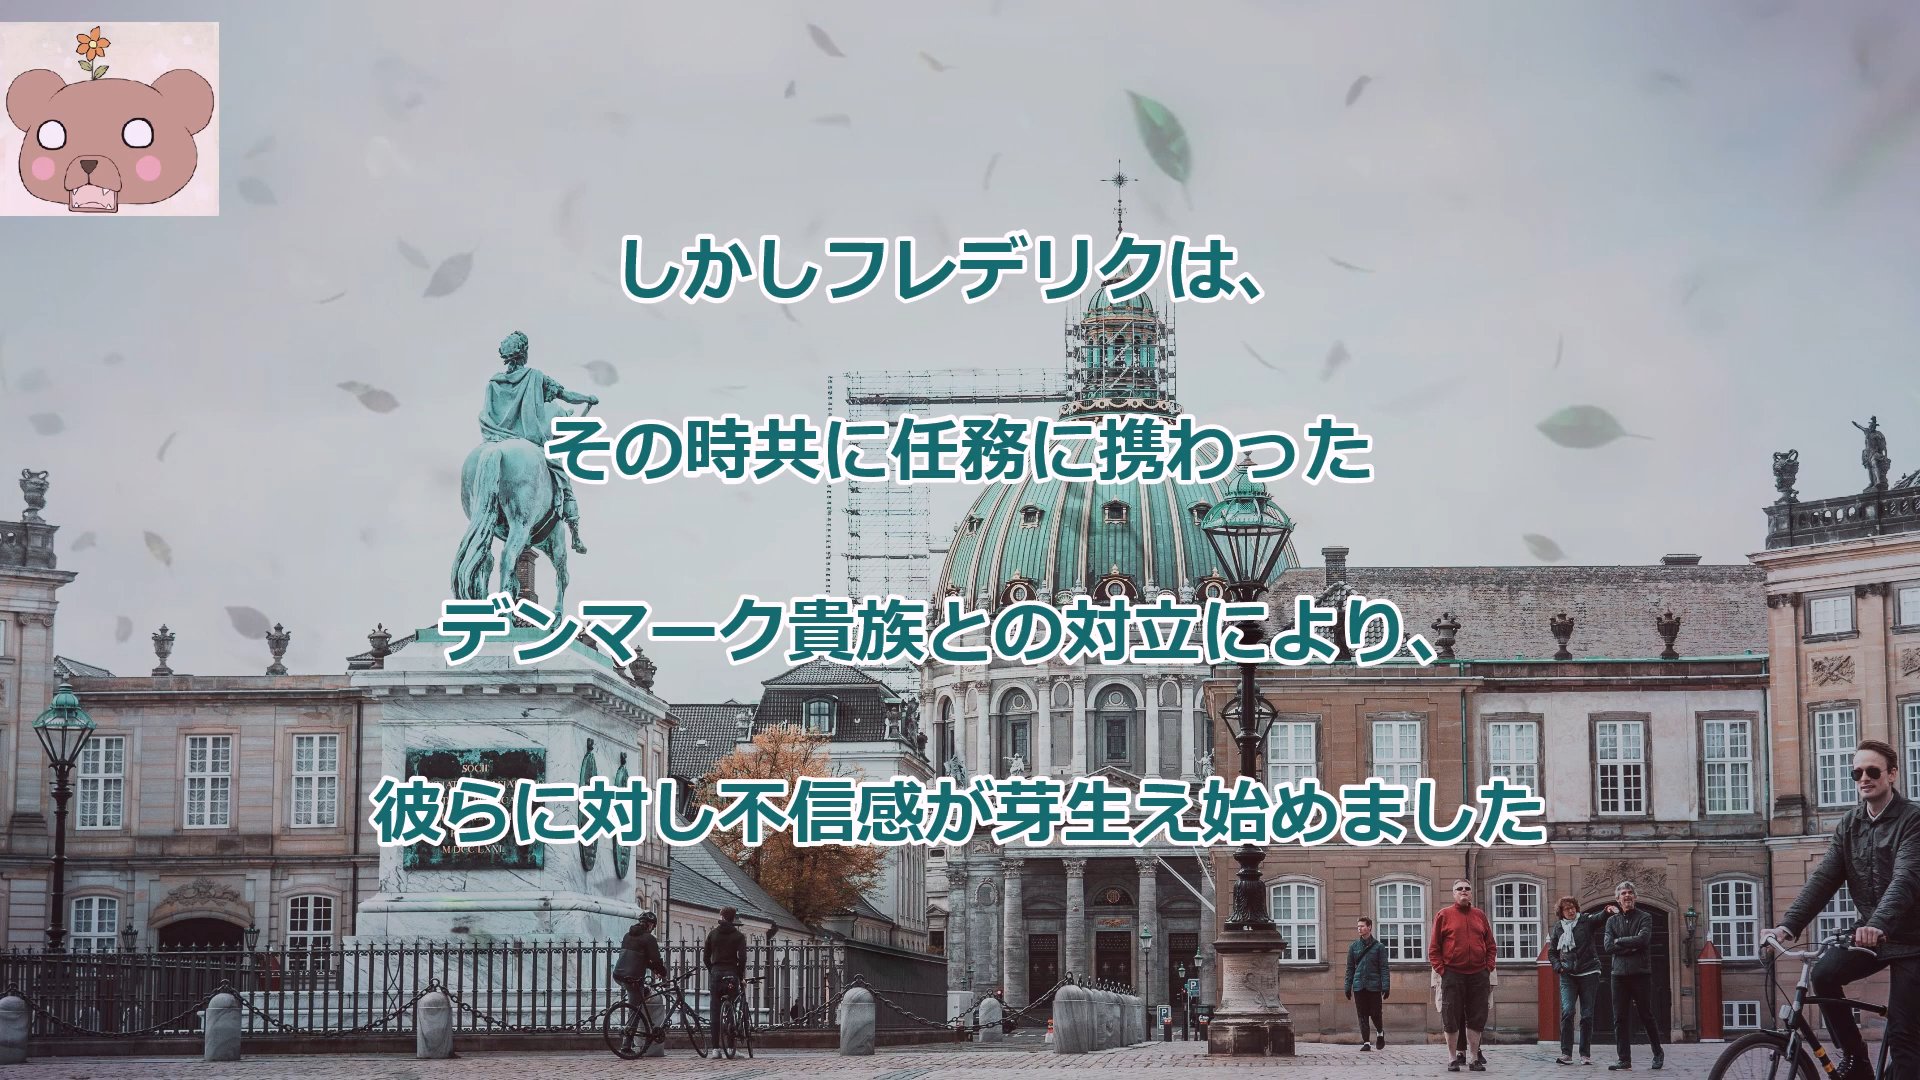 しかしフレデリクは、
その時共に任務に携わった
デンマーク貴族との対立により、
彼らに対し不信感が芽生え始めました